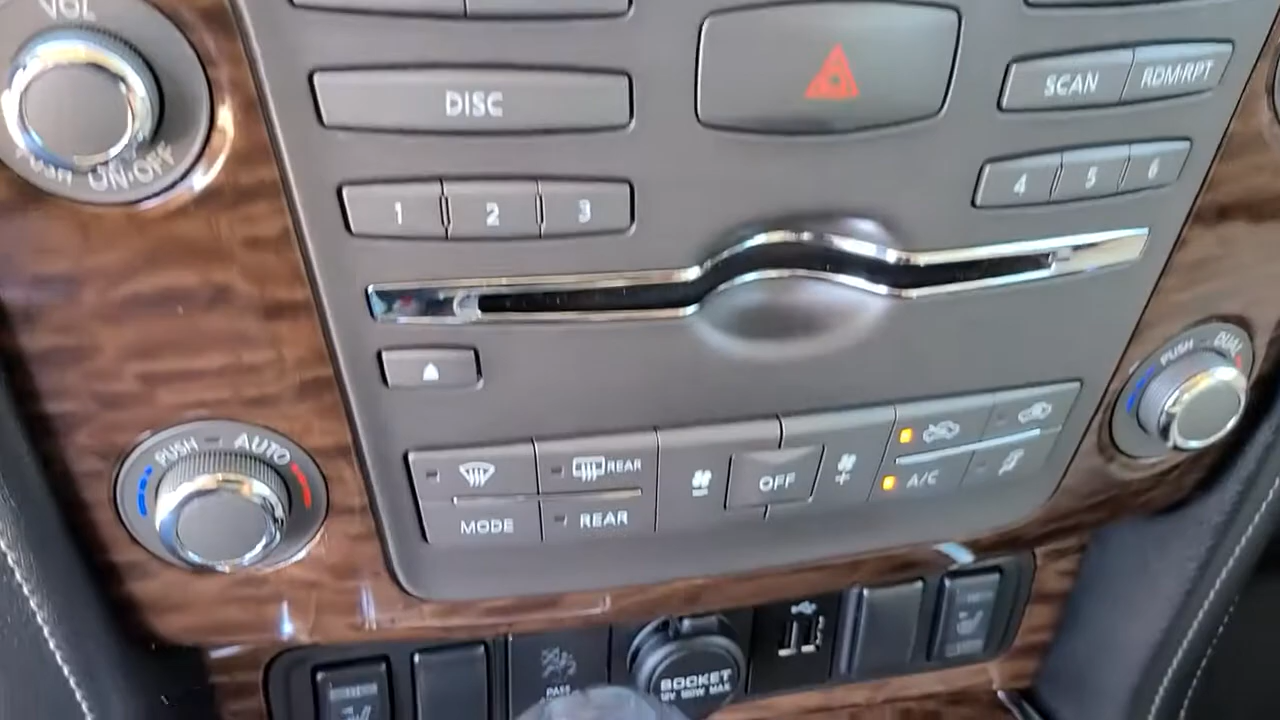 VOL
ON·OFF
DISC
SCAN
RDM·RPT
1
2
3
4
5
6
PUSH
DUAL
PUSH
AUTO
REAR
OFF
A/C
MODE
REAR
PASS
SOCKET
12V 120W MAX